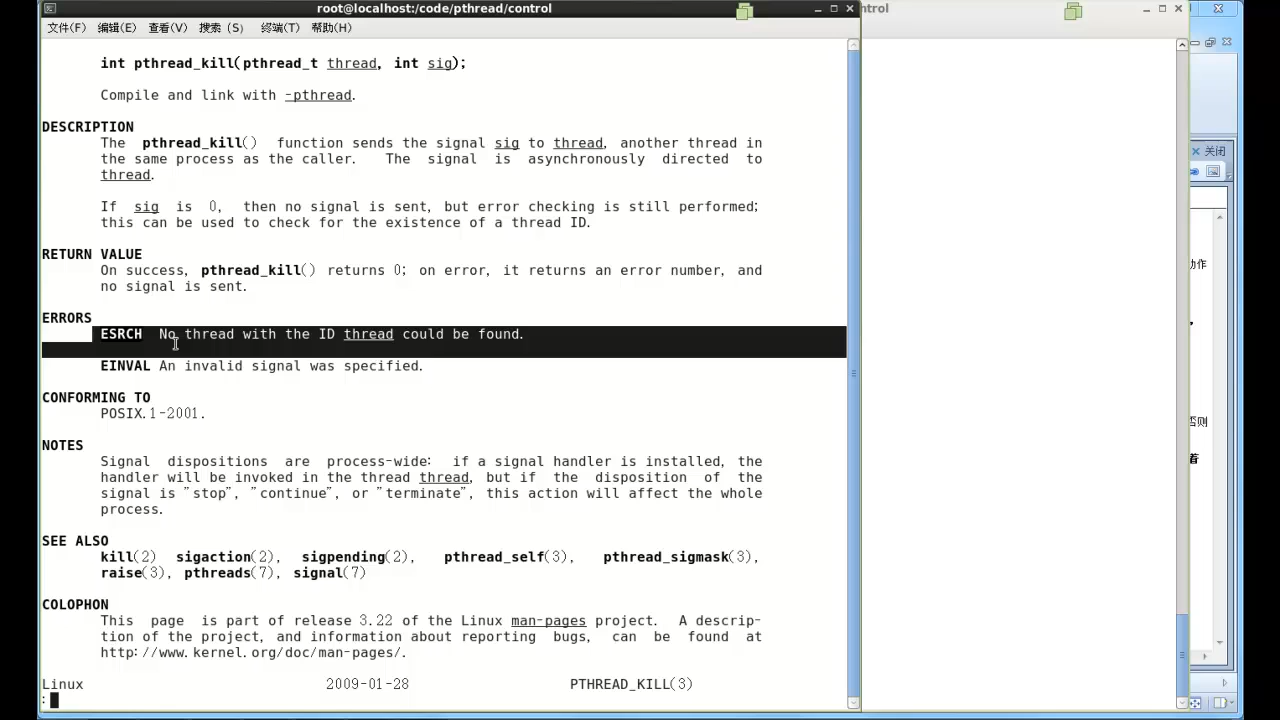 root@localhost:/code/pthread/control
ntrol
文件(F) 编辑(E) 查看(V) 搜索 (S) 终端(T) 帮助(H)
int pthread_kill(pthread_t thread, int sig);
Compile and link with -pthread.
DESCRIPTION
The pthread_kill() function sends the signal sig to thread, another thread in
the same process as the caller. The signal is asynchronously directed to
thread.
If sig is 0, then no signal is sent, but error checking is still performed;
this can be used to check for the existence of a thread ID.
RETURN VALUE
On success, pthread_kill() returns 0; on error, it returns an error number, and
no signal is sent.
ERRORS
ESRCH No thread with the ID thread could be found.
EINVAL An invalid signal was specified.
CONFORMING TO
POSIX.1-2001.
NOTES
Signal dispositions are process-wide: if a signal handler is installed, the
handler will be invoked in the thread thread, but if the disposition of the
signal is "stop", "continue", or "terminate", this action will affect the whole
process.
SEE ALSO
kill(2) sigaction(2), sigpending(2), pthread_self(3), pthread_sigmask(3),
raise(3), pthreads(7), signal(7)
COLOPHON
This page is part of release 3.22 of the Linux man-pages project. A descrip-
tion of the project, and information about reporting bugs, can be found at
http://www.kernel.org/doc/man-pages/.
Linux 2009-01-28 PTHREAD_KILL(3)
:
关闭
动作
否则
着